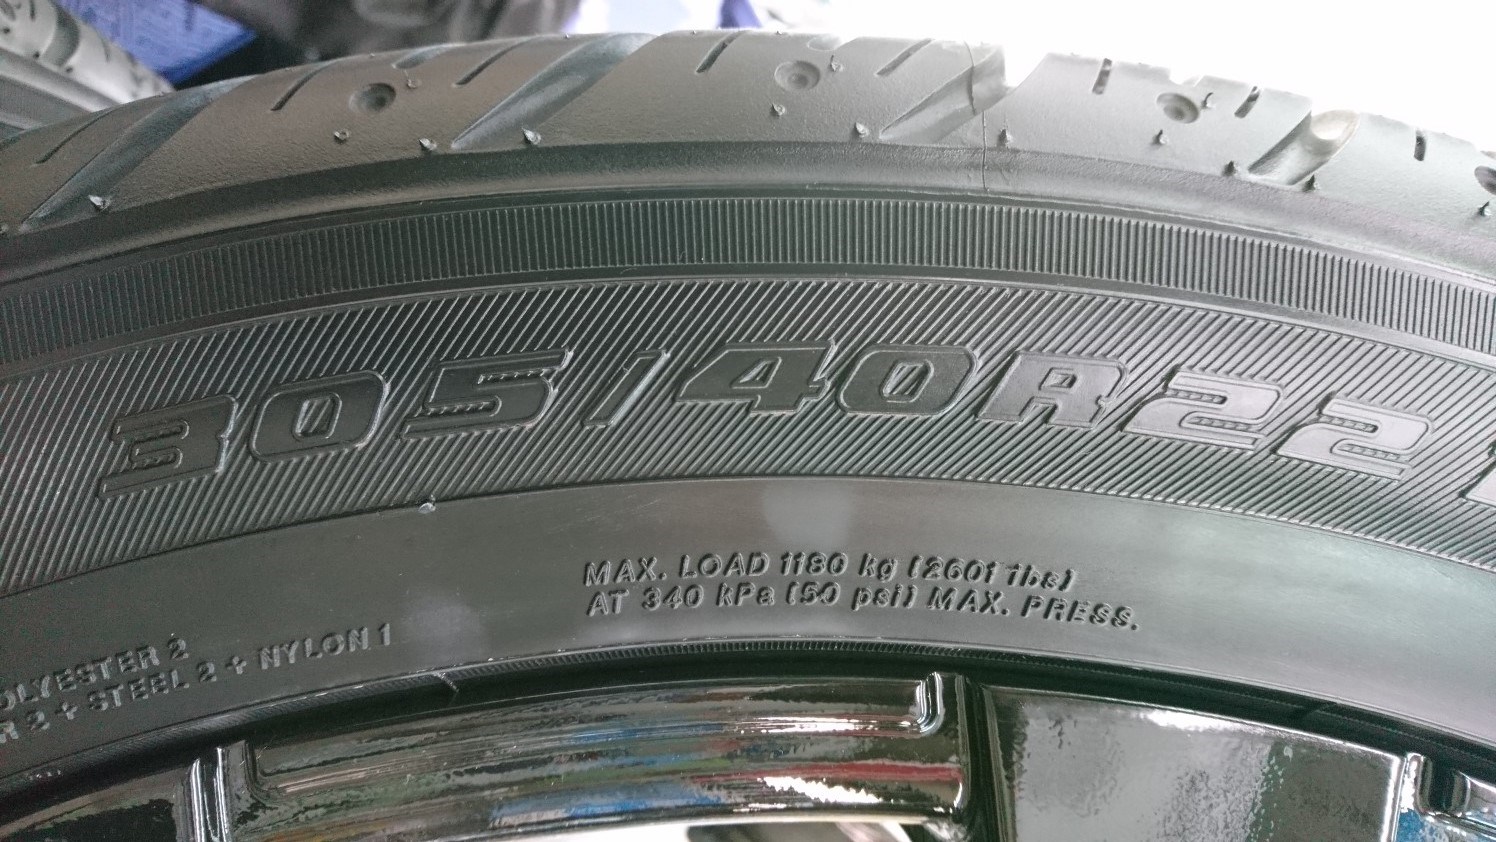 305/40R22
MAX. LOAD 1180 kg (2601 lbs)
AT 340 kPa (50 psi) MAX. PRESS.
OLYESTER 2
R 2 + STEEL 2 + NYLON 1